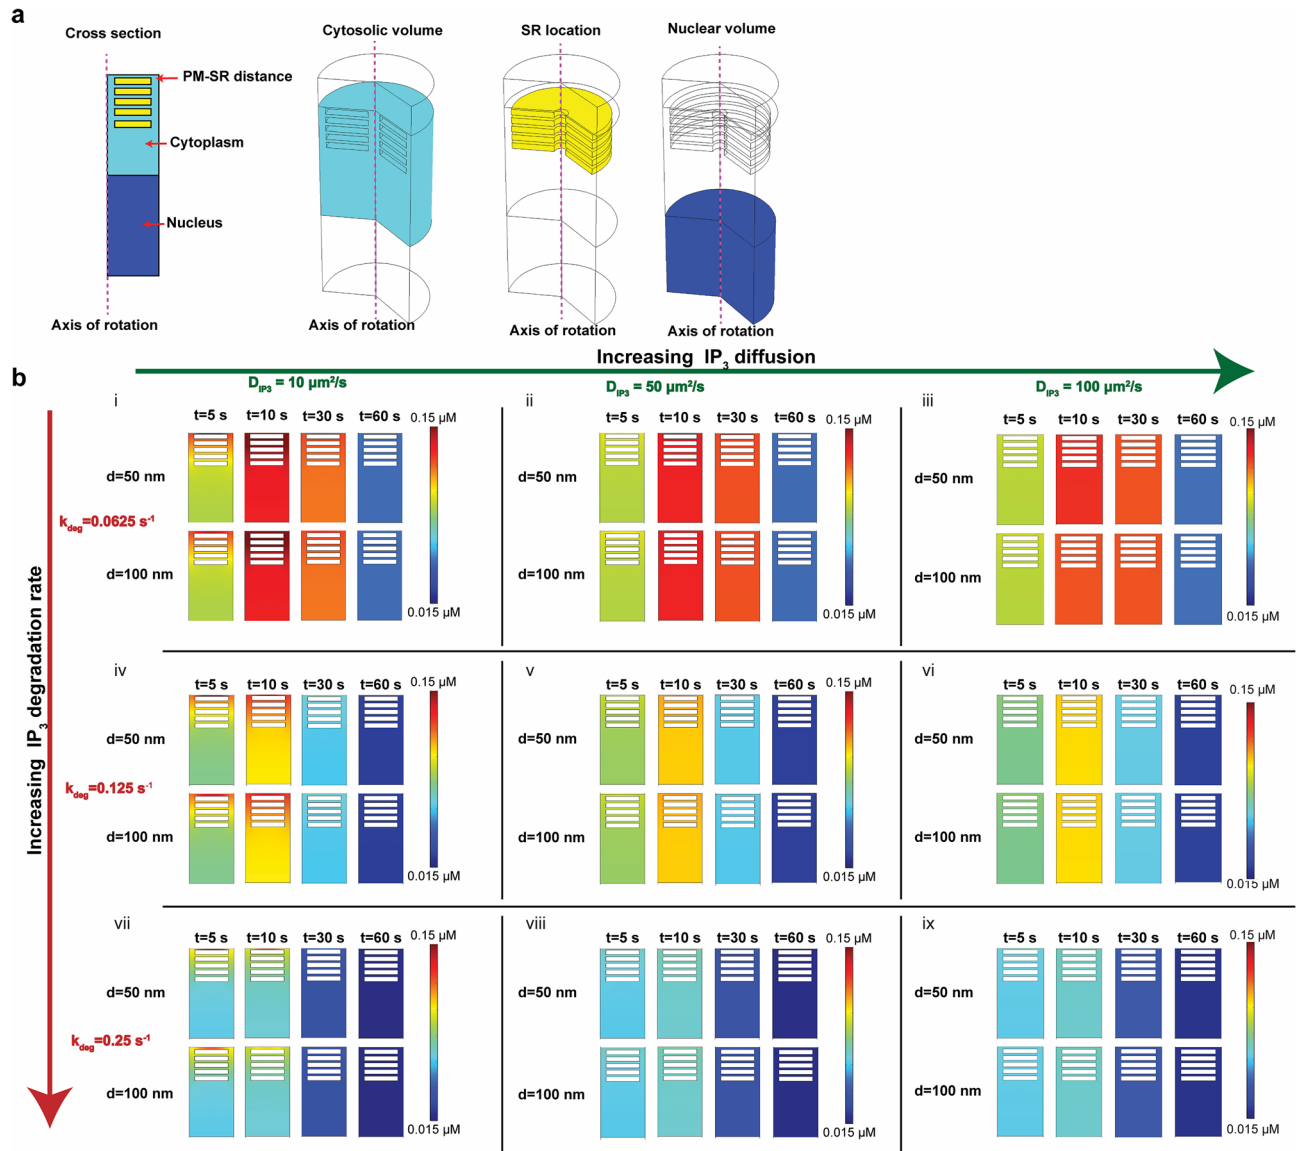 a
Cross section
Cytosolic volume
SR location
Nuclear volume
PM-SR distance
Cytoplasm
Nucleus
Axis of rotation
Axis of rotation
Axis of rotation
Axis of rotation
b
Increasing IP3 diffusion
DIP3 = 10 µm²/s
DIP3 = 50 µm²/s
DIP3 = 100 µm²/s
Increasing IP3 degradation rate
i
t=5 s t=10 s t=30 s t=60 s
0.15 µM
d=50 nm
kdeg=0.0625 s-1
d=100 nm
0.015 µM
ii
t=5 s t=10 s t=30 s t=60 s
0.15 µM
d=50 nm
d=100 nm
0.015 µM
iii
t=5 s t=10 s t=30 s t=60 s
0.15 µM
d=50 nm
d=100 nm
0.015 µM
iv
t=5 s t=10 s t=30 s t=60 s
0.15 µM
d=50 nm
kdeg=0.125 s-1
d=100 nm
0.015 µM
v
t=5 s t=10 s t=30 s t=60 s
0.15 µM
d=50 nm
d=100 nm
0.015 µM
vi
t=5 s t=10 s t=30 s t=60 s
0.15 µM
d=50 nm
d=100 nm
0.015 µM
vii
t=5 s t=10 s t=30 s t=60 s
0.15 µM
d=50 nm
kdeg=0.25 s-1
d=100 nm
0.015 µM
viii
t=5 s t=10 s t=30 s t=60 s
0.15 µM
d=50 nm
d=100 nm
0.015 µM
ix
t=5 s t=10 s t=30 s t=60 s
0.15 µM
d=50 nm
d=100 nm
0.015 µM